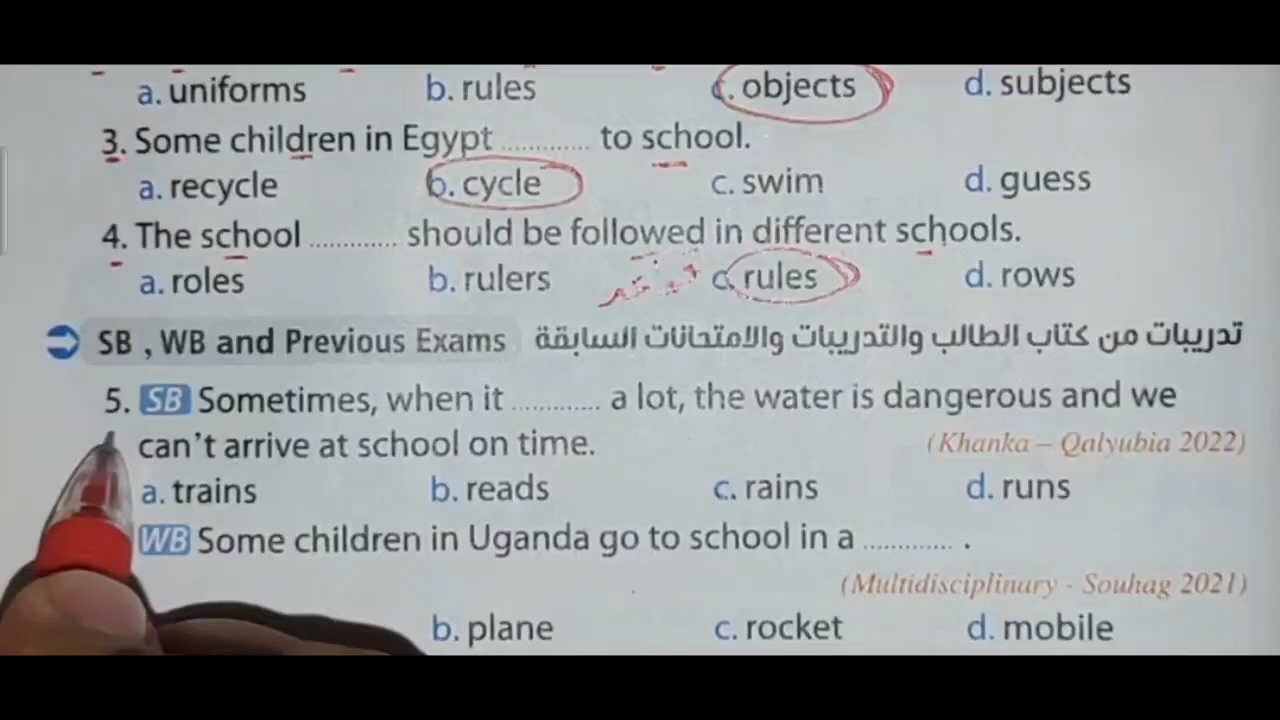 a. uniforms b. rules c. objects d. subjects
3. Some children in Egypt ............ to school.
a. recycle b. cycle c. swim d. guess
4. The school ............ should be followed in different schools.
a. roles b. rulers c. rules d. rows
SB , WB and Previous Exams تدريبات من كتاب الطالب والتدريبات والامتحانات السابقة
5. SB Sometimes, when it ............ a lot, the water is dangerous and we
can't arrive at school on time. (Khanka – Qalyubia 2022)
a. trains b. reads c. rains d. runs
WB Some children in Uganda go to school in a ............ .
(Multidisciplinary - Souhag 2021)
b. plane c. rocket d. mobile